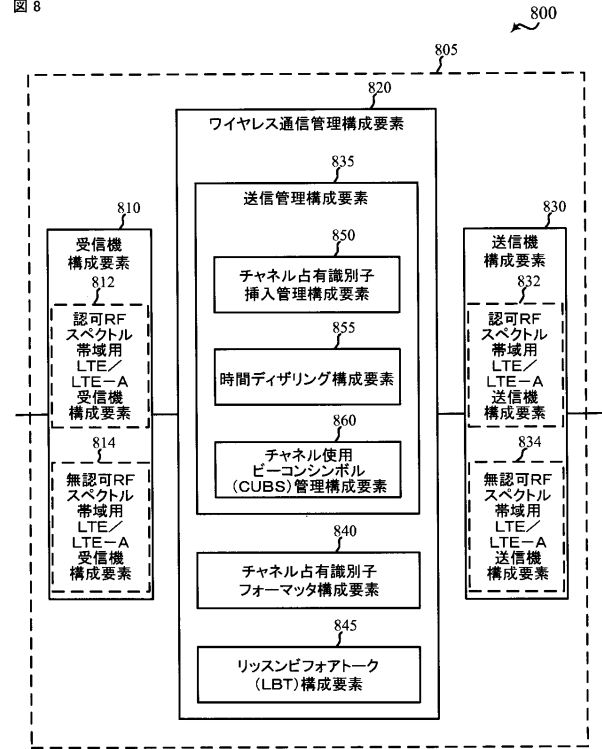 図 8
800
805
820
ワイヤレス通信管理構成要素
835
送信管理構成要素
850
チャネル占有識別子
挿入管理構成要素
855
時間ディザリング構成要素
860
チャネル使用
ビーコンシンボル
(CUBS)管理構成要素
840
チャネル占有識別子
フォーマッタ構成要素
845
リッスンビフォアトーク
(LBT)構成要素
810
受信機
構成要素
812
認可RF
スペクトル
帯域用
LTE/
LTE-A
受信機
構成要素
814
無認可RF
スペクトル
帯域用
LTE/
LTE-A
受信機
構成要素
830
送信機
構成要素
832
認可RF
スペクトル
帯域用
LTE/
LTE-A
送信機
構成要素
834
無認可RF
スペクトル
帯域用
LTE/
LTE-A
送信機
構成要素